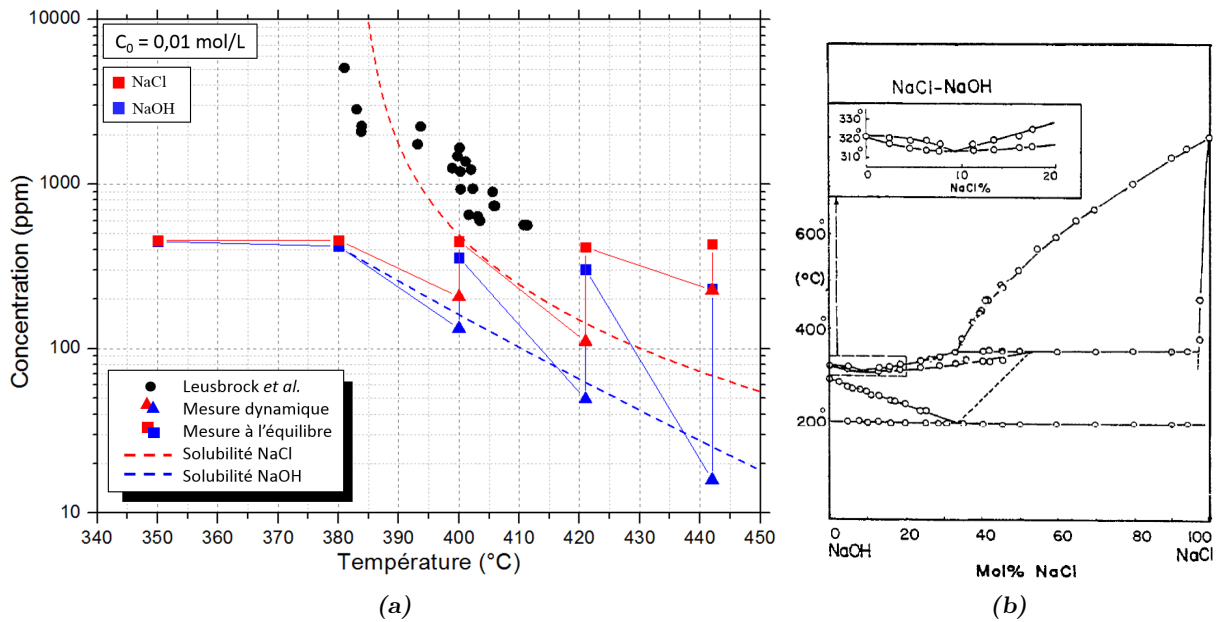 C₀ = 0,01 mol/L
NaCl
NaOH
Concentration (ppm)
10000
1000
100
10
Leusbrock et al.
Mesure dynamique
Mesure à l'équilibre
Solubilité NaCl
Solubilité NaOH
340 350 360 370 380 390 400 410 420 430 440 450
Température (°C)
(a)
NaCl-NaOH
330°
320°
310°
0 10 20
NaCl%
600°
(°C)
400°
200°
0 20 40 60 80 100
NaOH NaCl
Mol% NaCl
(b)